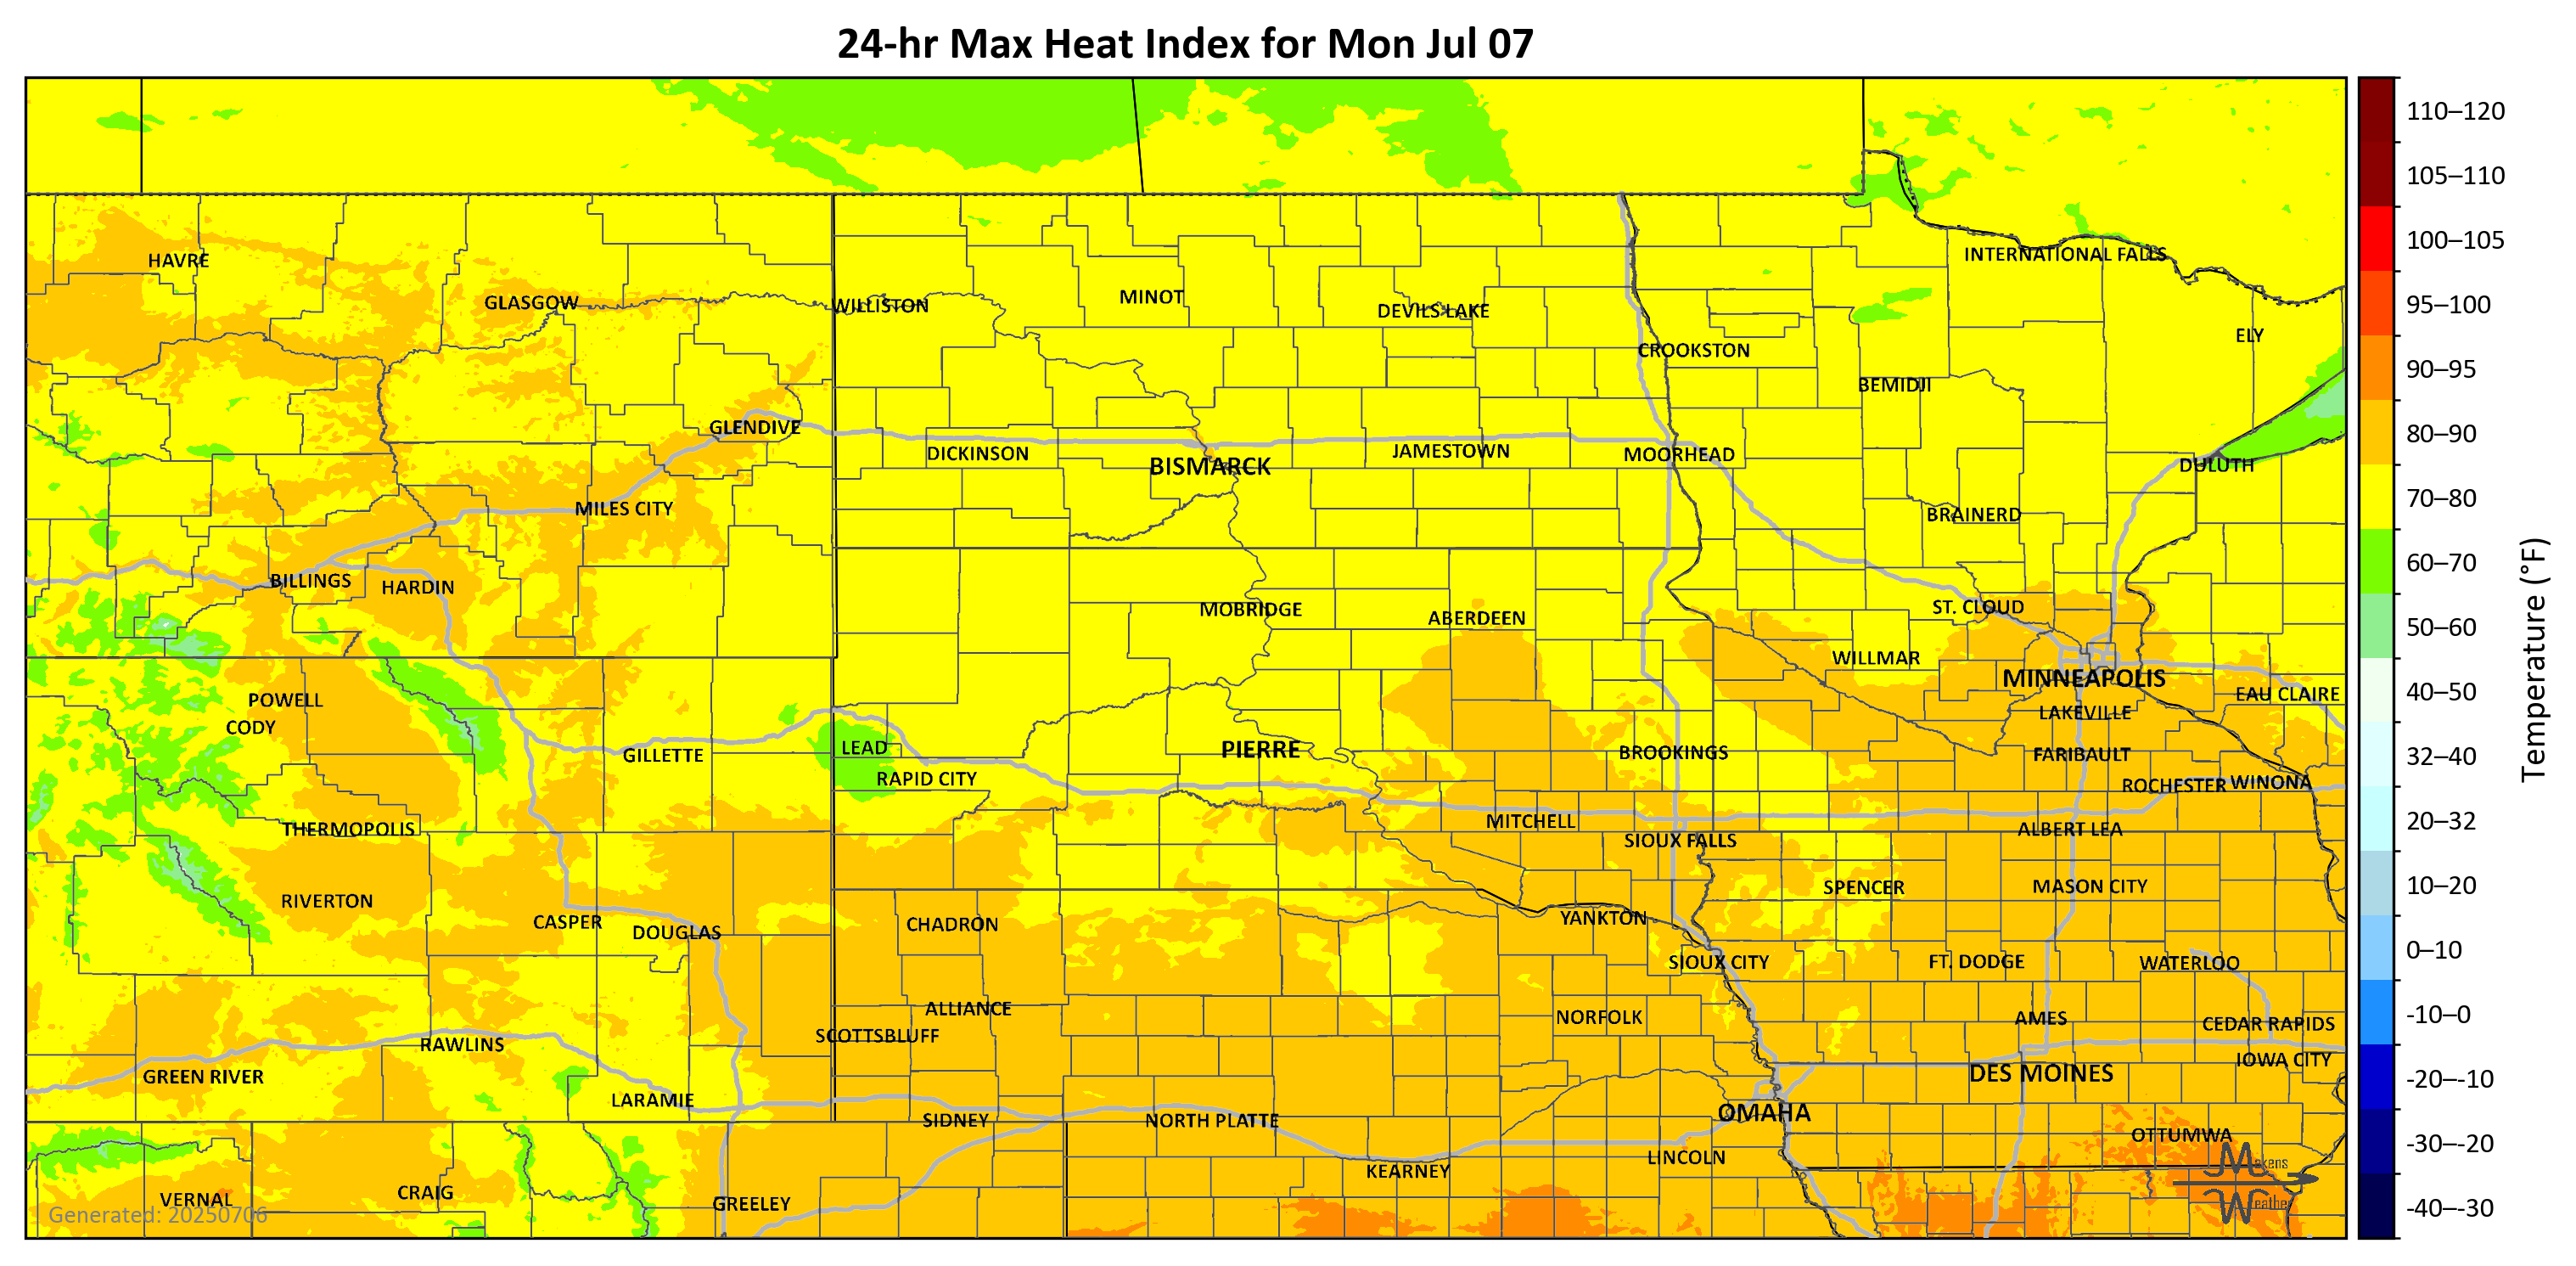 24-hr Max Heat Index for Mon Jul 07
110–120
105–110
100–105
95–100
90–95
80–90
70–80
60–70
50–60
40–50
32–40
20–32
10–20
0–10
-10–0
-20–-10
-30–-20
-40–-30
Temperature (°F)
HAVRE
GLASGOW
WILLISTON
MINOT
DEVILS LAKE
INTERNATIONAL FALLS
CROOKSTON
ELY
BEMIDJI
GLENDIVE
DICKINSON
BISMARCK
JAMESTOWN
MOORHEAD
DULUTH
MILES CITY
BRAINERD
BILLINGS
HARDIN
MOBRIDGE
ABERDEEN
ST. CLOUD
WILLMAR
MINNEAPOLIS
EAU CLAIRE
POWELL
CODY
LAKEVILLE
GILLETTE
LEAD
RAPID CITY
PIERRE
BROOKINGS
FARIBAULT
ROCHESTER
WINONA
THERMOPOLIS
MITCHELL
SIOUX FALLS
ALBERT LEA
RIVERTON
CASPER
DOUGLAS
CHADRON
YANKTON
SPENCER
MASON CITY
SIOUX CITY
FT. DODGE
WATERLOO
ALLIANCE
SCOTTSBLUFF
NORFOLK
AMES
CEDAR RAPIDS
RAWLINS
IOWA CITY
GREEN RIVER
DES MOINES
LARAMIE
SIDNEY
NORTH PLATTE
OMAHA
OTTUMWA
KEARNEY
LINCOLN
VERNAL
CRAIG
GREELEY
Makens
Weather
Generated: 20250706